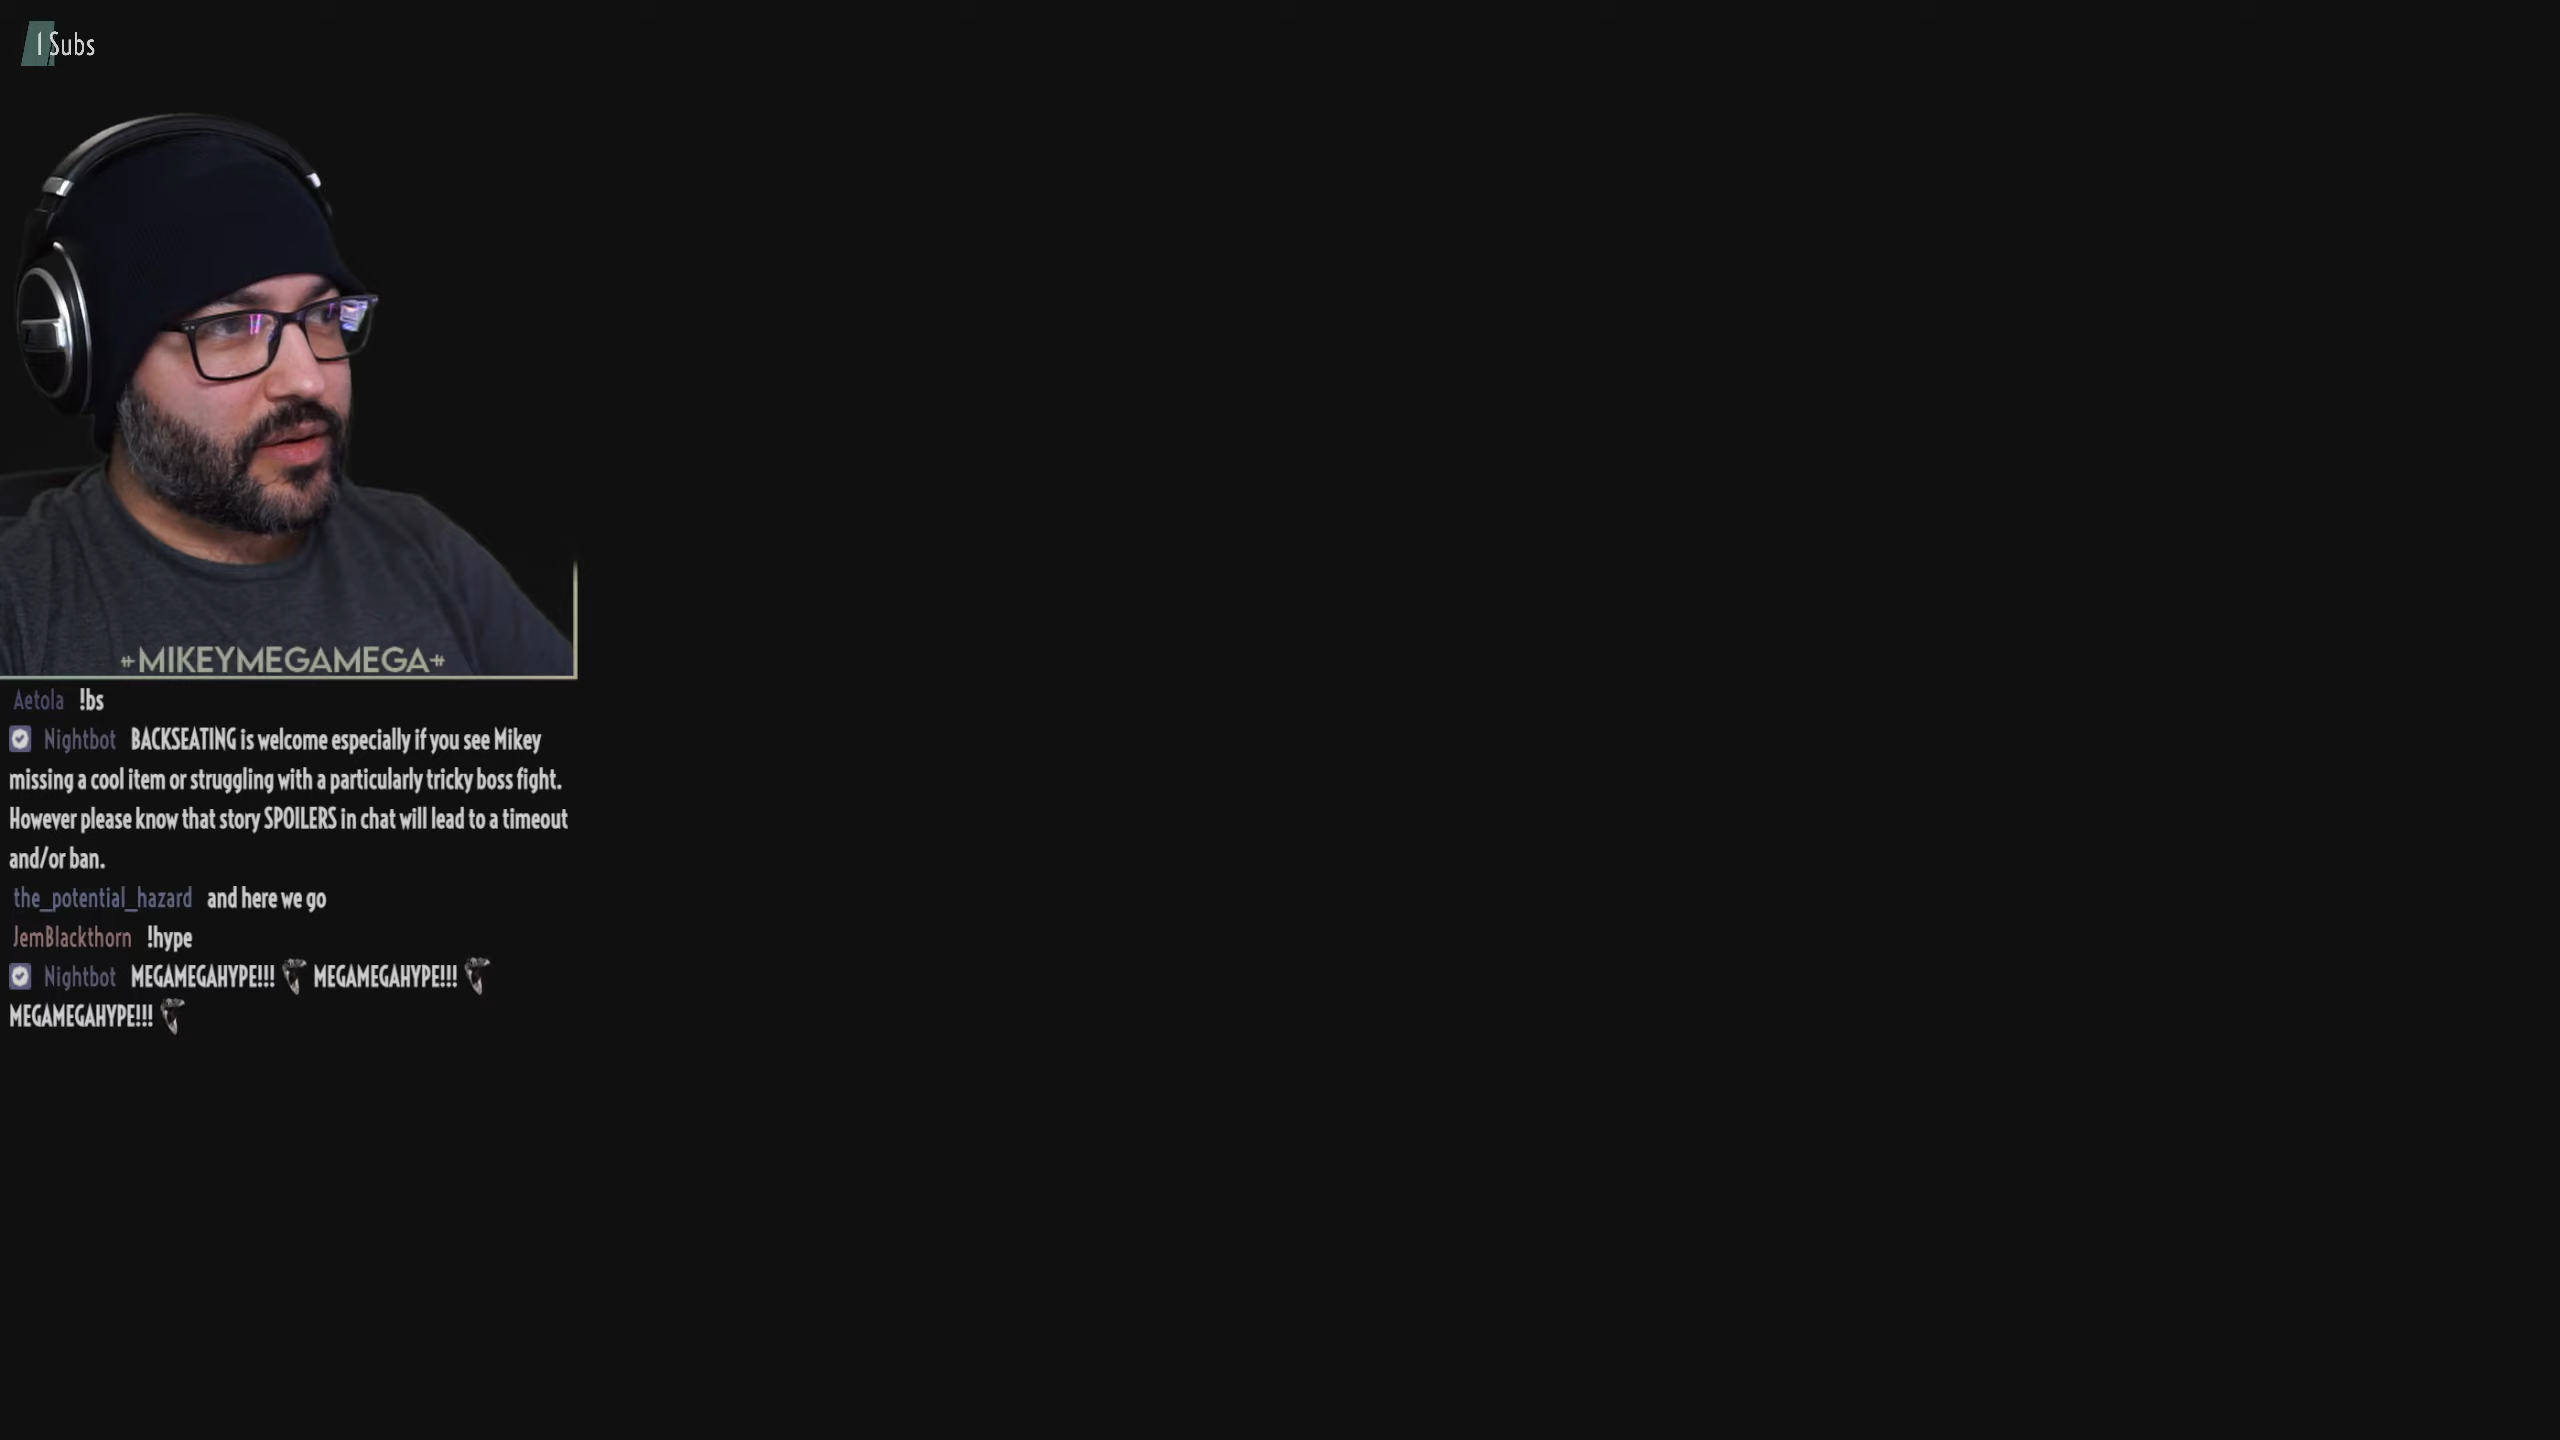 1 Subs
MIKEYMEGAMEGA
Aetola !bs
Nightbot BACKSEATING is welcome especially if you see Mikey
missing a cool item or struggling with a particularly tricky boss fight.
However please know that story SPOILERS in chat will lead to a timeout
and/or ban.
the_potential_hazard and here we go
JemBlackthorn !hype
Nightbot MEGAMEGAHYPE!!! MEGAMEGAHYPE!!!
MEGAMEGAHYPE!!!